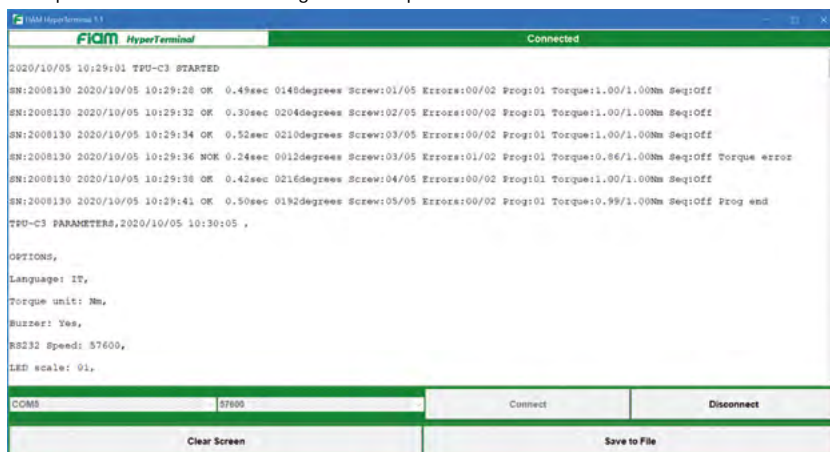 FIAM HyperTerminal 1.1
FIAM HyperTerminal
Connected
2020/10/05 10:29:01 TPU-C3 STARTED
SN:2008130 2020/10/05 10:29:28 OK 0.49sec 0148degrees Screw:01/05 Errors:00/02 Prog:01 Torque:1.00/1.00Nm Seq:Off
SN:2008130 2020/10/05 10:29:32 OK 0.30sec 0204degrees Screw:02/05 Errors:00/02 Prog:01 Torque:1.00/1.00Nm Seq:Off
SN:2008130 2020/10/05 10:29:34 OK 0.52sec 0210degrees Screw:03/05 Errors:00/02 Prog:01 Torque:1.00/1.00Nm Seq:Off
SN:2008130 2020/10/05 10:29:36 NOK 0.24sec 0012degrees Screw:03/05 Errors:01/02 Prog:01 Torque:0.86/1.00Nm Seq:Off Torque error
SN:2008130 2020/10/05 10:29:38 OK 0.42sec 0216degrees Screw:04/05 Errors:00/02 Prog:01 Torque:1.00/1.00Nm Seq:Off
SN:2008130 2020/10/05 10:29:41 OK 0.50sec 0192degrees Screw:05/05 Errors:00/02 Prog:01 Torque:0.99/1.00Nm Seq:Off Prog end
TPU-C3 PARAMETERS,2020/10/05 10:30:05 ,
OPTIONS,
Language: IT,
Torque unit: Nm,
Buzzer: Yes,
RS232 Speed: 57600,
LED scale: 01,
COM5
57600
Connect
Disconnect
Clear Screen
Save to File